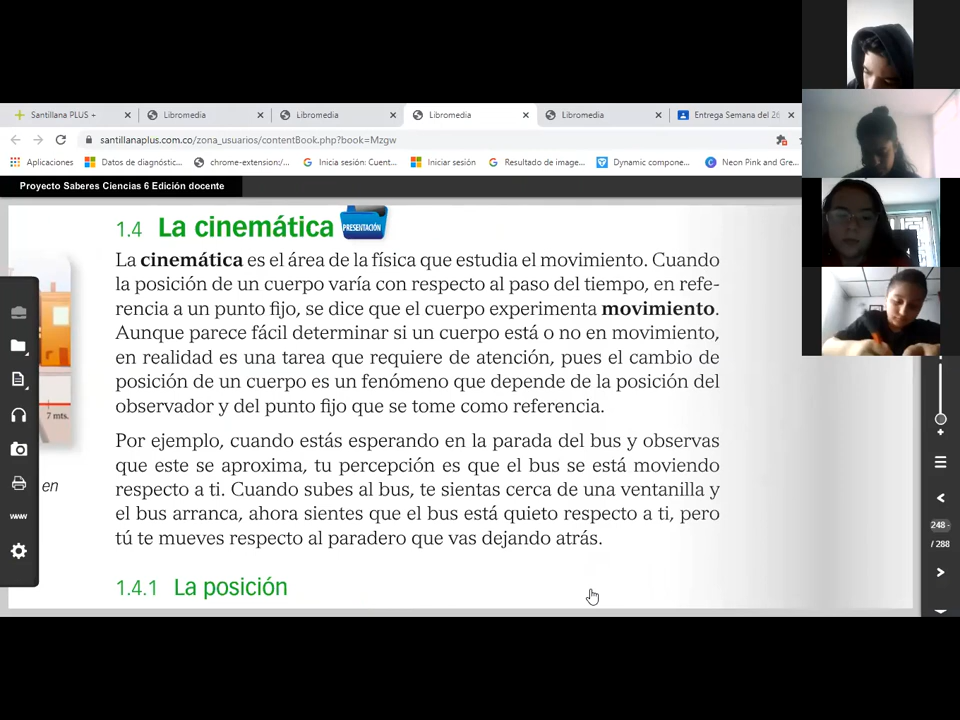 Santillana PLUS +
Libromedia
Libromedia
Libromedia
Libromedia
Entrega Semana del 26
santillanaplus.com.co/zona_usuarios/contentBook.php?book=Mzgw
Aplicaciones
Datos de diagnóstic...
chrome-extension:/...
Inicia sesión: Cuent...
Iniciar sesión
Resultado de image...
Dynamic compone...
Neon Pink and Gre...
Proyecto Saberes Ciencias 6 Edición docente
1.4 La cinemática
PRESENTACIÓN
La cinemática es el área de la física que estudia el movimiento. Cuando
la posición de un cuerpo varía con respecto al paso del tiempo, en refe-
rencia a un punto fijo, se dice que el cuerpo experimenta movimiento.
Aunque parece fácil determinar si un cuerpo está o no en movimiento,
en realidad es una tarea que requiere de atención, pues el cambio de
posición de un cuerpo es un fenómeno que depende de la posición del
observador y del punto fijo que se tome como referencia.
7 mts.
Por ejemplo, cuando estás esperando en la parada del bus y observas
que este se aproxima, tu percepción es que el bus se está moviendo
respecto a ti. Cuando subes al bus, te sientas cerca de una ventanilla y
el bus arranca, ahora sientes que el bus está quieto respecto a ti, pero
tú te mueves respecto al paradero que vas dejando atrás.
en
www
248 -
/ 288
1.4.1 La posición